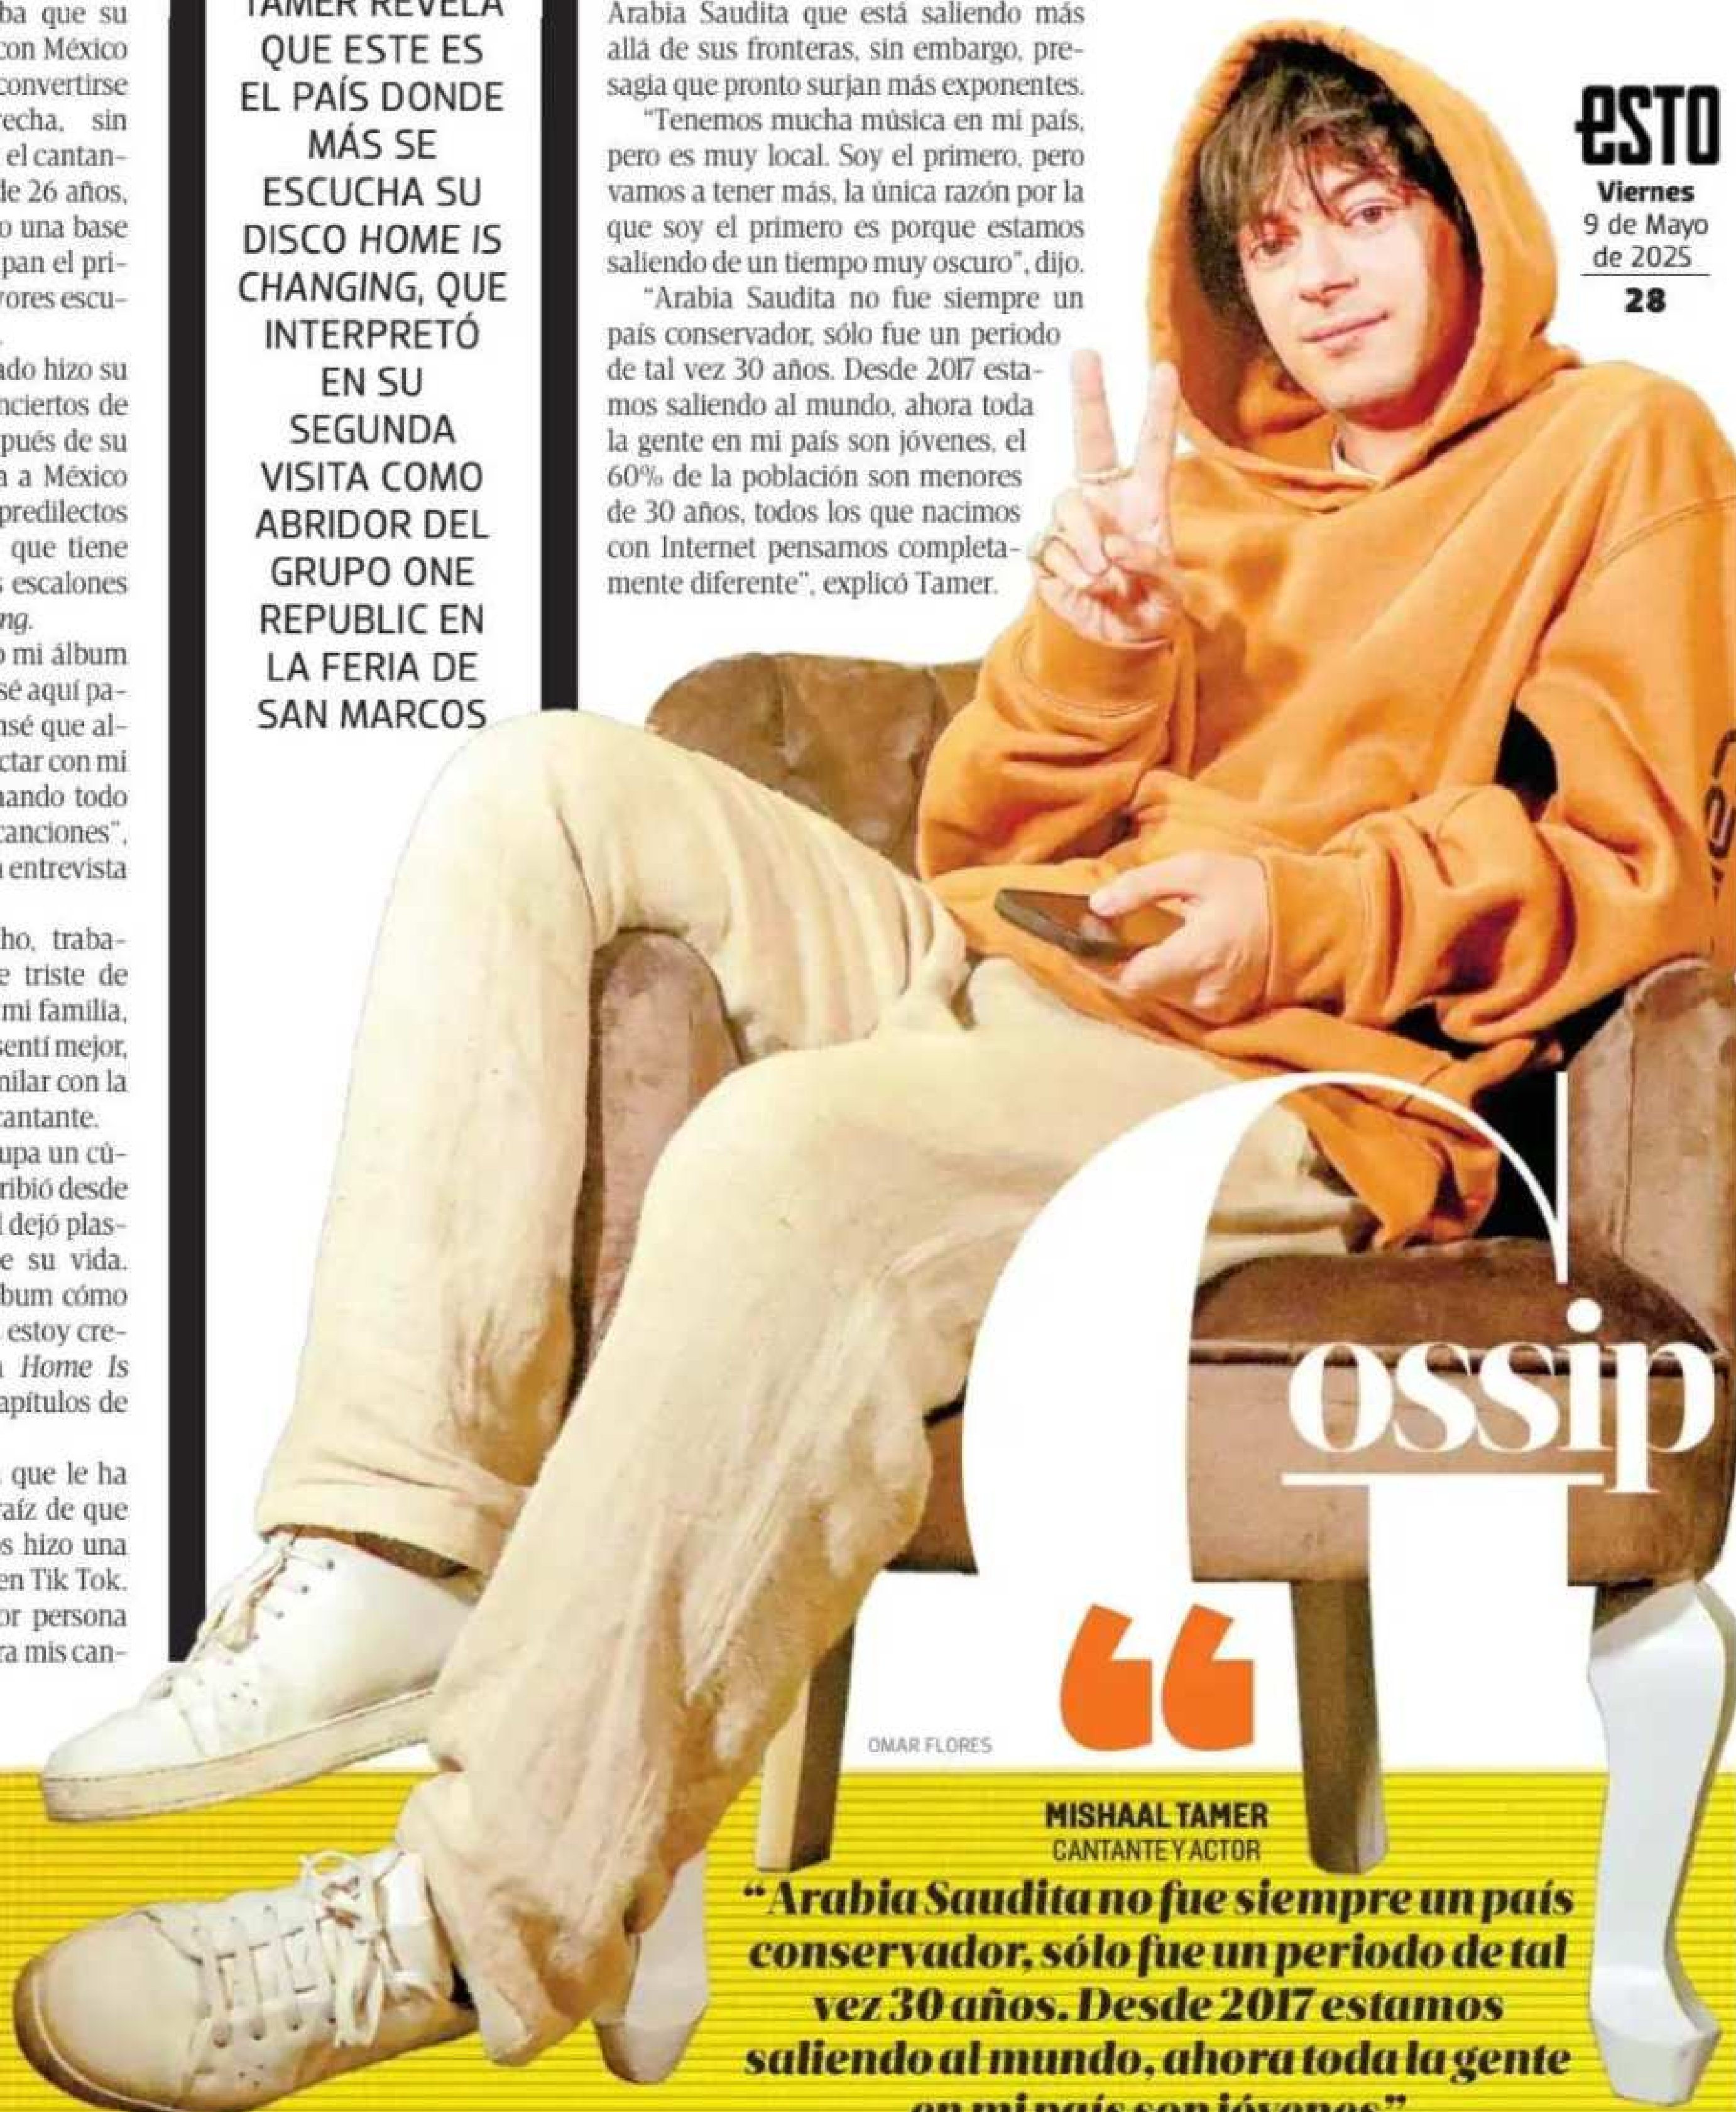 ba que su
con México
convertirse
echa, sin
el cantan-
de 26 años,
o una base
pan el pri-
yores escu-
ado hizo su
nciertos de
pués de su
a a México
predilectos
que tiene
s escalones
ng.
o mi álbum
sé aquí pa-
nsé que al-
ctar con mi
nando todo
canciones",
entrevista
ho, traba-
e triste de
mi familia,
sentí mejor,
milar con la
cantante.
upa un cú-
ribió desde
l dejó plas-
e su vida.
bum cómo
estoy cre-
Home Is
apítulos de
que le ha
raíz de que
os hizo una
en Tik Tok.
or persona
ra mis can-
TAMER REVELA
QUE ESTE ES
EL PAÍS DONDE
MÁS SE
ESCUCHA SU
DISCO HOME IS
CHANGING, QUE
INTERPRETÓ
EN SU
SEGUNDA
VISITA COMO
ABRIDOR DEL
GRUPO ONE
REPUBLIC EN
LA FERIA DE
SAN MARCOS
Arabia Saudita que está saliendo más
allá de sus fronteras, sin embargo, pre-
sagia que pronto surjan más exponentes.
“Tenemos mucha música en mi país,
pero es muy local. Soy el primero, pero
vamos a tener más, la única razón por la
que soy el primero es porque estamos
saliendo de un tiempo muy oscuro”, dijo.
“Arabia Saudita no fue siempre un
país conservador, sólo fue un periodo
de tal vez 30 años. Desde 2017 esta-
mos saliendo al mundo, ahora toda
la gente en mi país son jóvenes, el
60% de la población son menores
de 30 años, todos los que nacimos
con Internet pensamos completa-
mente diferente”, explicó Tamer.
ESTO
Viernes
9 de Mayo
de 2025
28
Gossip
OMAR FLORES
“
MISHAAL TAMER
CANTANTE Y ACTOR
“Arabia Saudita no fue siempre un país
conservador, sólo fue un periodo de tal
vez 30 años. Desde 2017 estamos
saliendo al mundo, ahora toda la gente
en mi país son jóvenes”